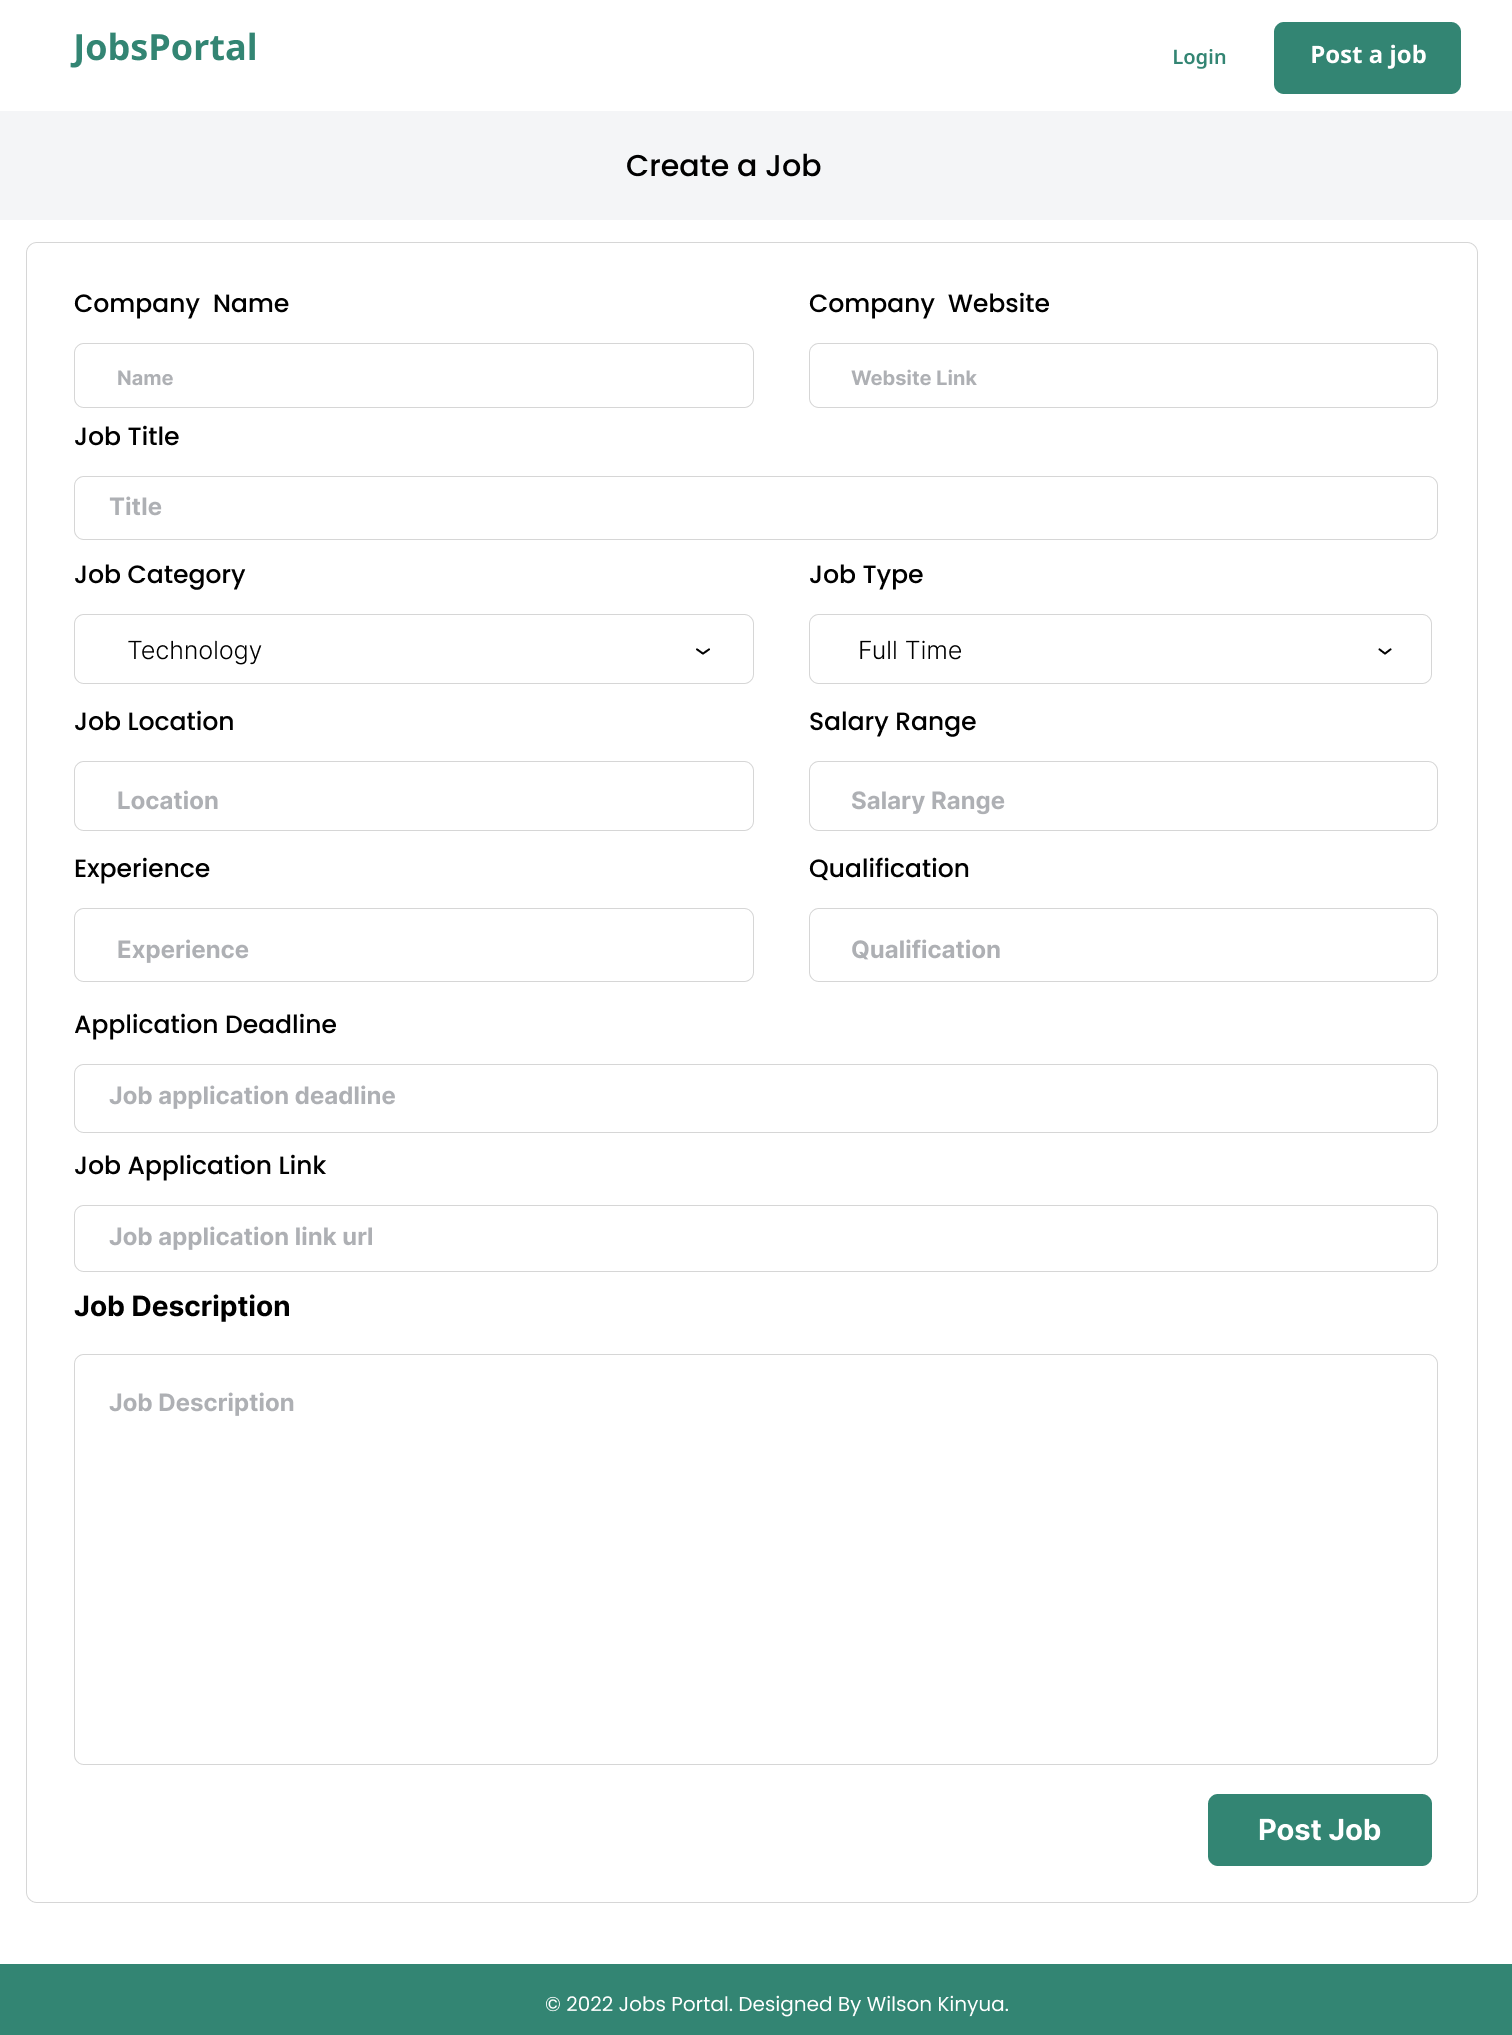 JobsPortal
Login
Post a job
Create a Job
Company Name
Company Website
Name
Website Link
Job Title
Title
Job Category
Job Type
Technology
Full Time
Job Location
Salary Range
Location
Salary Range
Experience
Qualification
Experience
Qualification
Application Deadline
Job application deadline
Job Application Link
Job application link url
Job Description
Job Description
Post Job
© 2022 Jobs Portal. Designed By Wilson Kinyua.